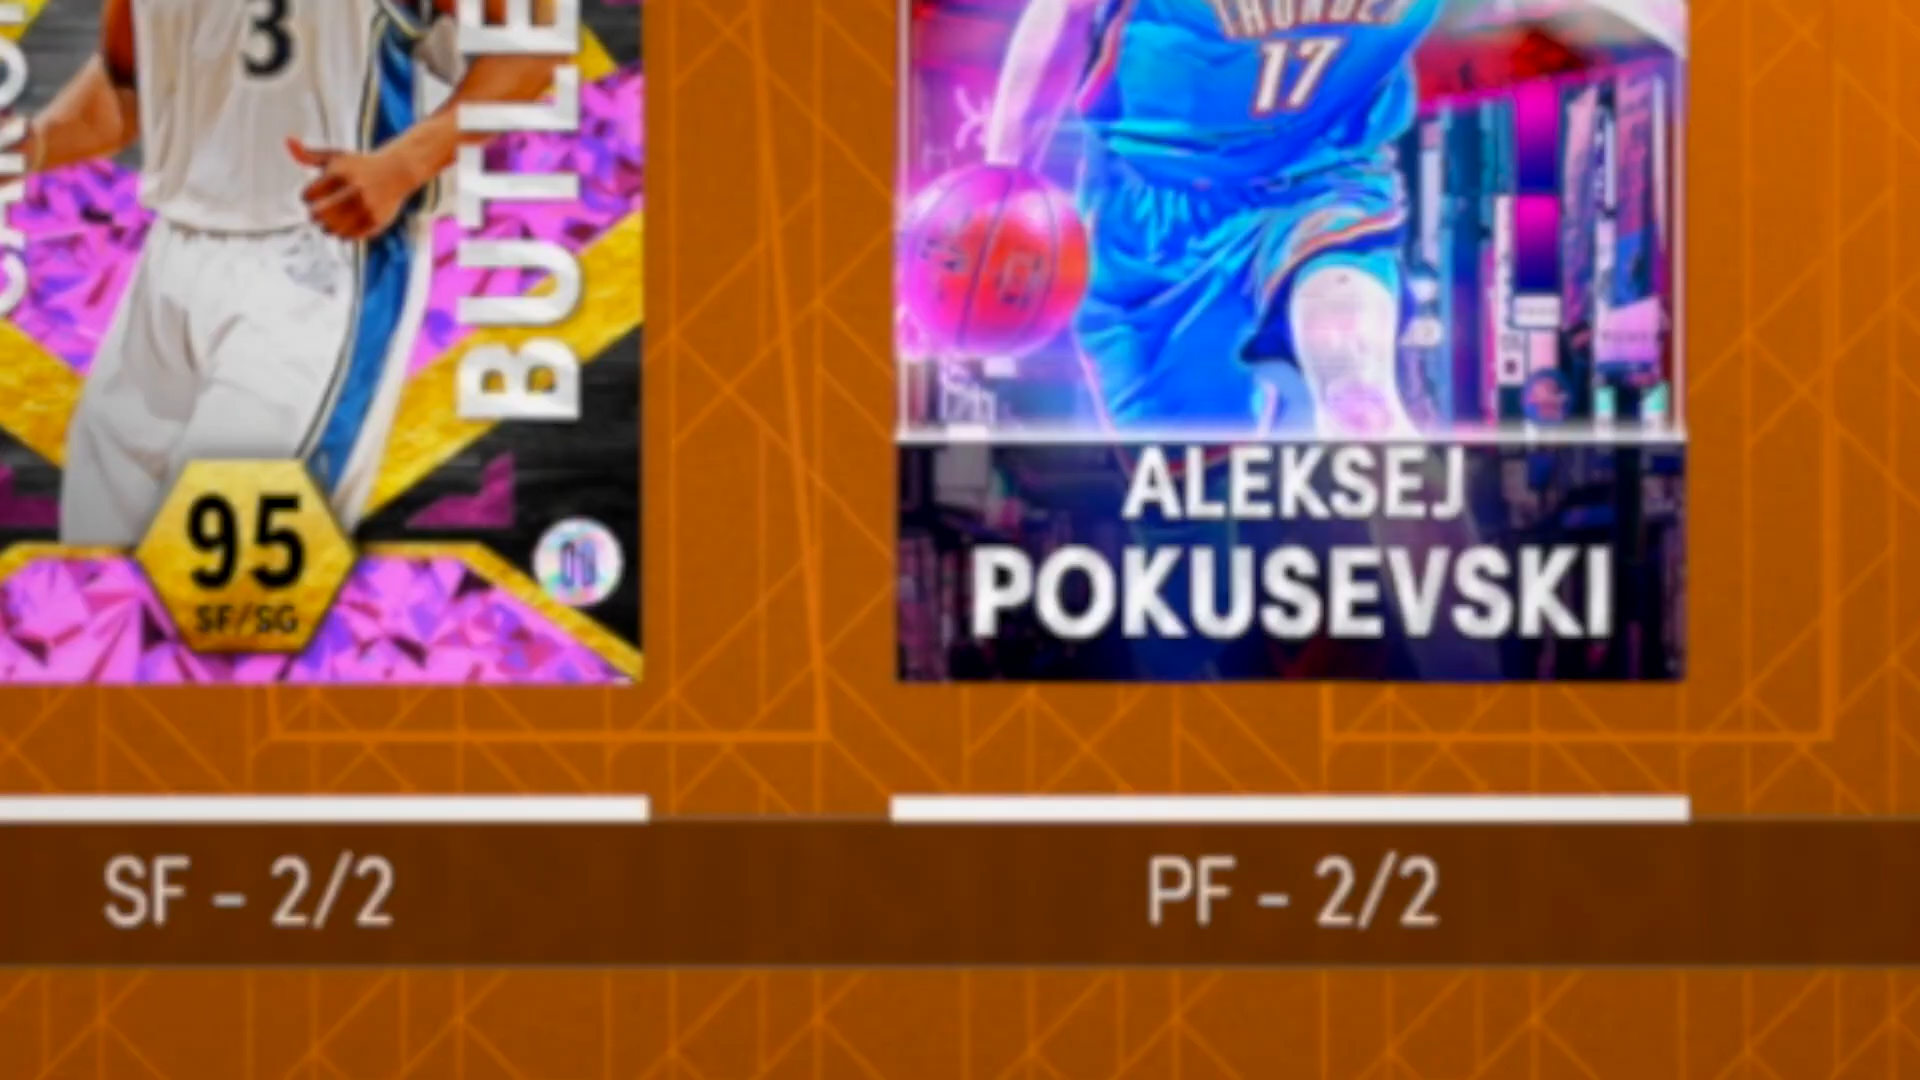 3
BUTLE
95
SF/SG
THUNDER
17
ALEKSEJ
POKUSEVSKI
SF - 2/2
PF - 2/2